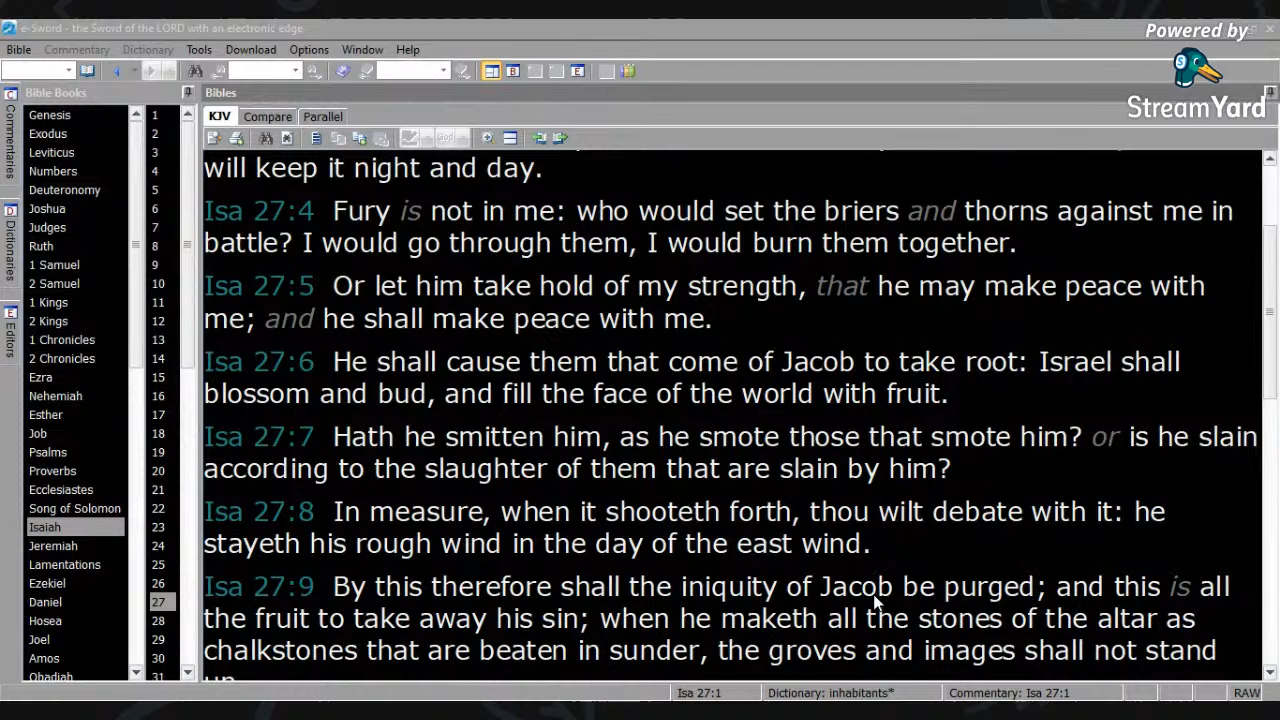 e-Sword - the Sword of the LORD with an electronic edge
Powered by
StreamYard
Bible Commentary Dictionary Tools Download Options Window Help
Bible Books
Bibles
KJV Compare Parallel
Commentaries
Dictionaries
Editors
Genesis 1
Exodus 2
Leviticus 3
Numbers 4
Deuteronomy 5
Joshua 6
Judges 7
Ruth 8
1 Samuel 9
2 Samuel 10
1 Kings 11
2 Kings 12
1 Chronicles 13
2 Chronicles 14
Ezra 15
Nehemiah 16
Esther 17
Job 18
Psalms 19
Proverbs 20
Ecclesiastes 21
Song of Solomon 22
Isaiah 23
Jeremiah 24
Lamentations 25
Ezekiel 26
Daniel 27
Hosea 28
Joel 29
Amos 30
Obadiah 31
will keep it night and day.
Isa 27:4 Fury is not in me: who would set the briers and thorns against me in
battle? I would go through them, I would burn them together.
Isa 27:5 Or let him take hold of my strength, that he may make peace with
me; and he shall make peace with me.
Isa 27:6 He shall cause them that come of Jacob to take root: Israel shall
blossom and bud, and fill the face of the world with fruit.
Isa 27:7 Hath he smitten him, as he smote those that smote him? or is he slain
according to the slaughter of them that are slain by him?
Isa 27:8 In measure, when it shooteth forth, thou wilt debate with it: he
stayeth his rough wind in the day of the east wind.
Isa 27:9 By this therefore shall the iniquity of Jacob be purged; and this is all
the fruit to take away his sin; when he maketh all the stones of the altar as
chalkstones that are beaten in sunder, the groves and images shall not stand
Isa 27:1 Dictionary: inhabitants* Commentary: Isa 27:1 RAW